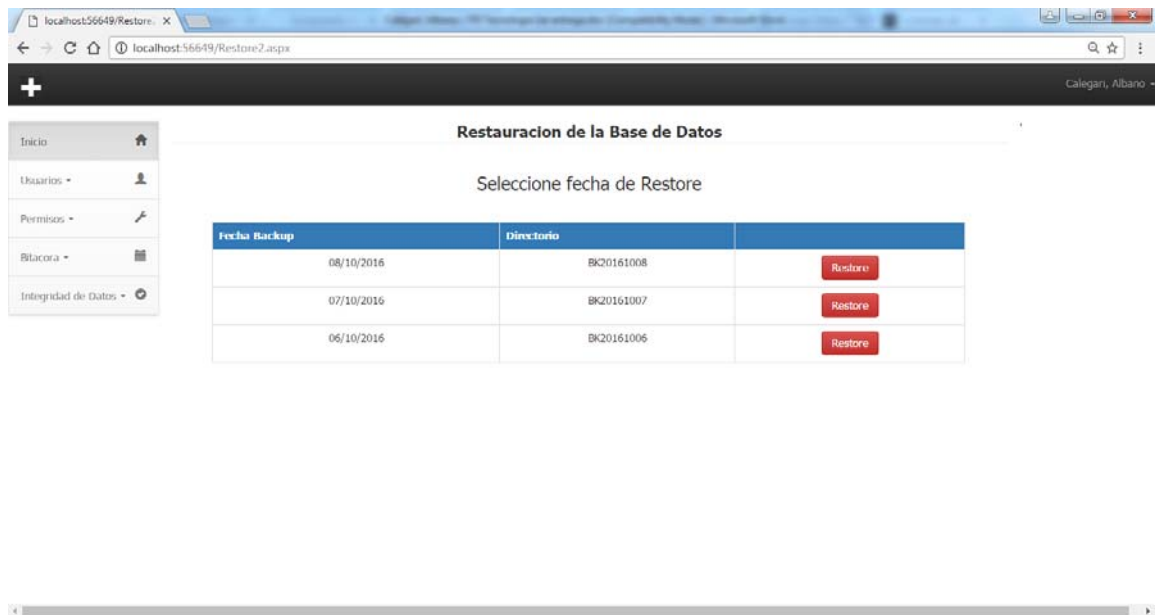 localhost:56649/Restore.
localhost:56649/Restore2.aspx
Calegari, Albano
Inicio
Usuarios
Permisos
Bitacora
Integridad de Datos
Restauracion de la Base de Datos
Seleccione fecha de Restore
Fecha Backup Directorio
08/10/2016 BK20161008 Restore
07/10/2016 BK20161007 Restore
06/10/2016 BK20161006 Restore